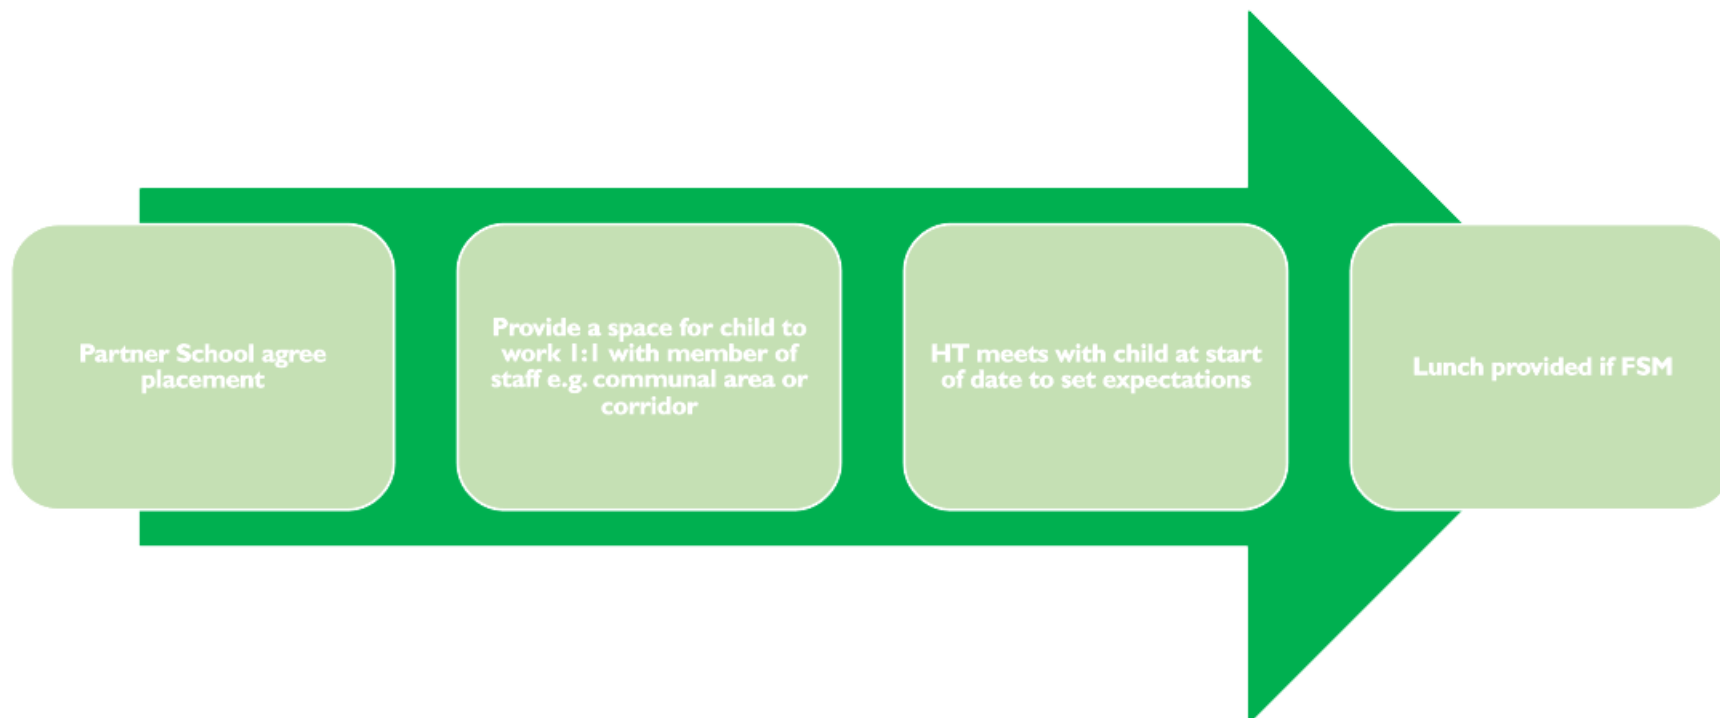 Partner School agree
placement
Provide a space for child to
work 1:1 with member of
staff e.g. communal area or
corridor
HT meets with child at start
of date to set expectations
Lunch provided if FSM